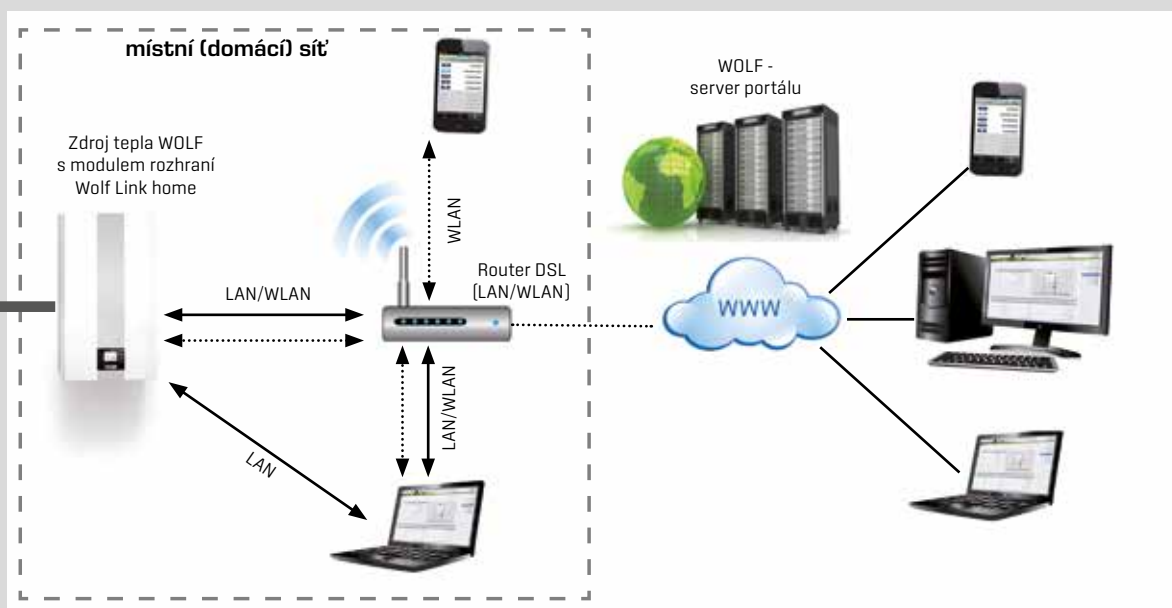 místní (domácí) síť
WOLF -
server portálu
Zdroj tepla WOLF
s modulem rozhraní
Wolf Link home
WLAN
Router DSL
(LAN/WLAN)
LAN/WLAN
WWW
LAN/WLAN
LAN